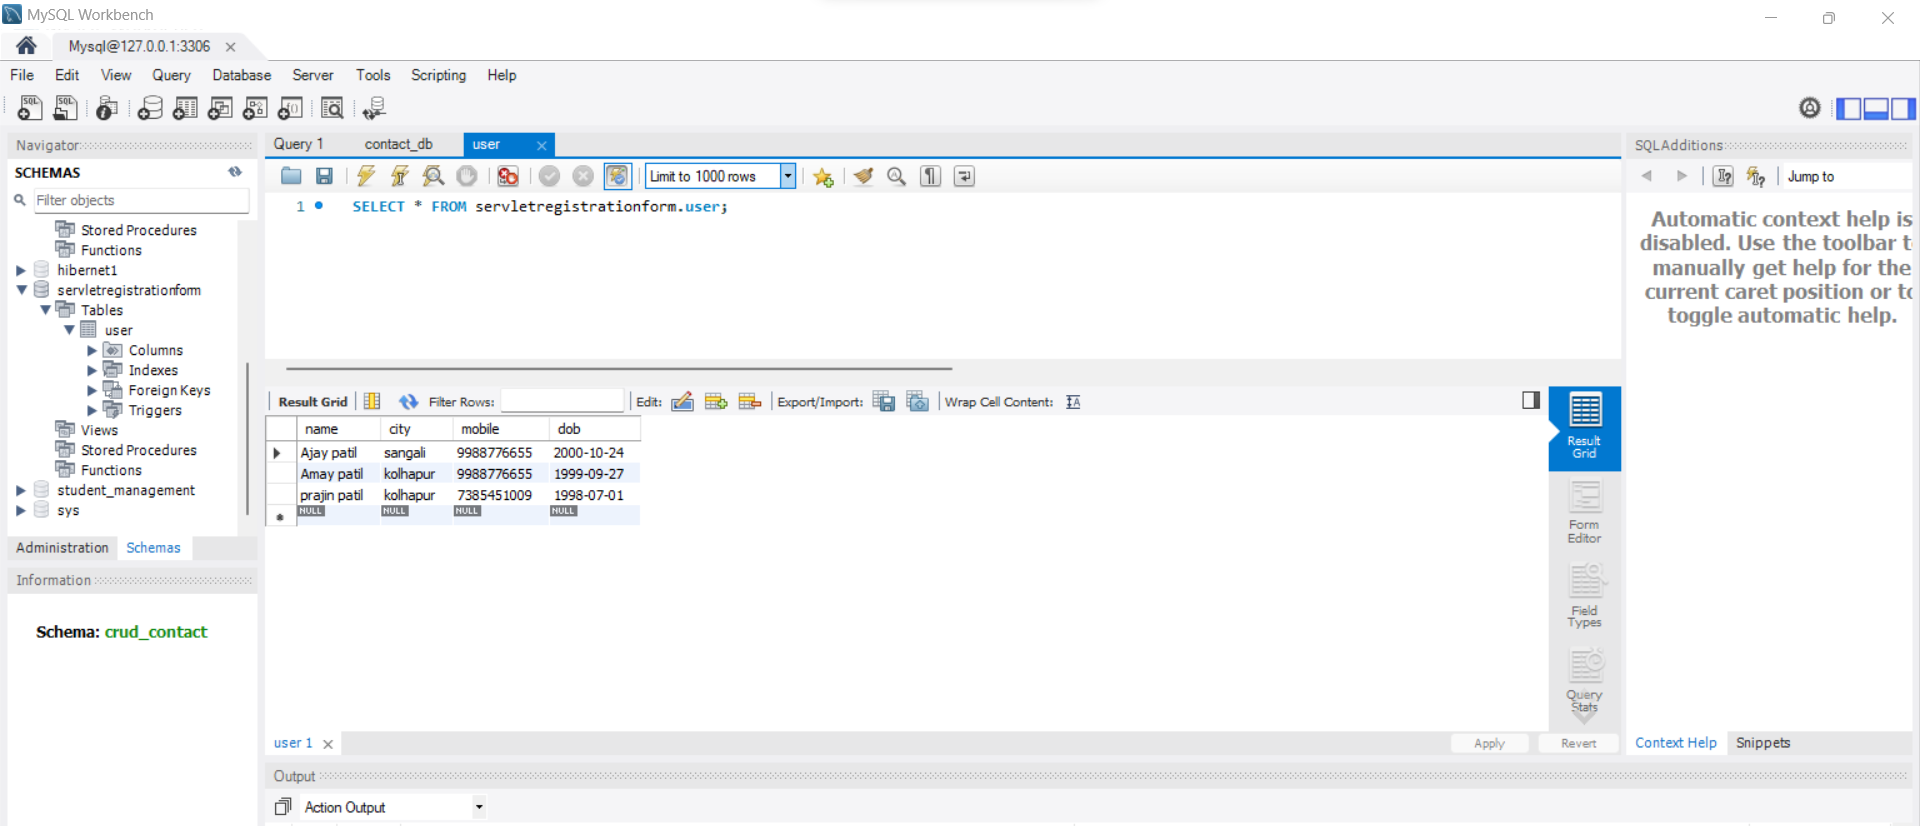 MySQL Workbench
Mysql@127.0.0.1:3306
File Edit View Query Database Server Tools Scripting Help
Navigator
SCHEMAS
Filter objects
Stored Procedures
Functions
hibernet1
servletregistrationfom
Tables
user
Columns
Indexes
Foreign Keys
Triggers
Views
Stored Procedures
Functions
student_management
sys
Administration Schemas
Information
Schema: crud_contact
Query 1 contact_db user
Limit to 1000 rows
1 SELECT * FROM servletregistrationform.user;
Result Grid Filter Rows: Edit: Export/Import: Wrap Cell Content:
name city mobile dob
Ajay patil sangali 9988776655 2000-10-24
Amay patil kolhapur 9988776655 1999-09-27
prajin patil kolhapur 7385451009 1998-07-01
NULL NULL NULL NULL
Result
Grid
Form
Editor
Field
Types
Query
Stats
user 1
Apply Revert
Output
Action Output
SQLAdditions
Jump to
Automatic context help is
disabled. Use the toolbar t
manually get help for the
current caret position or to
toggle automatic help.
Context Help Snippets